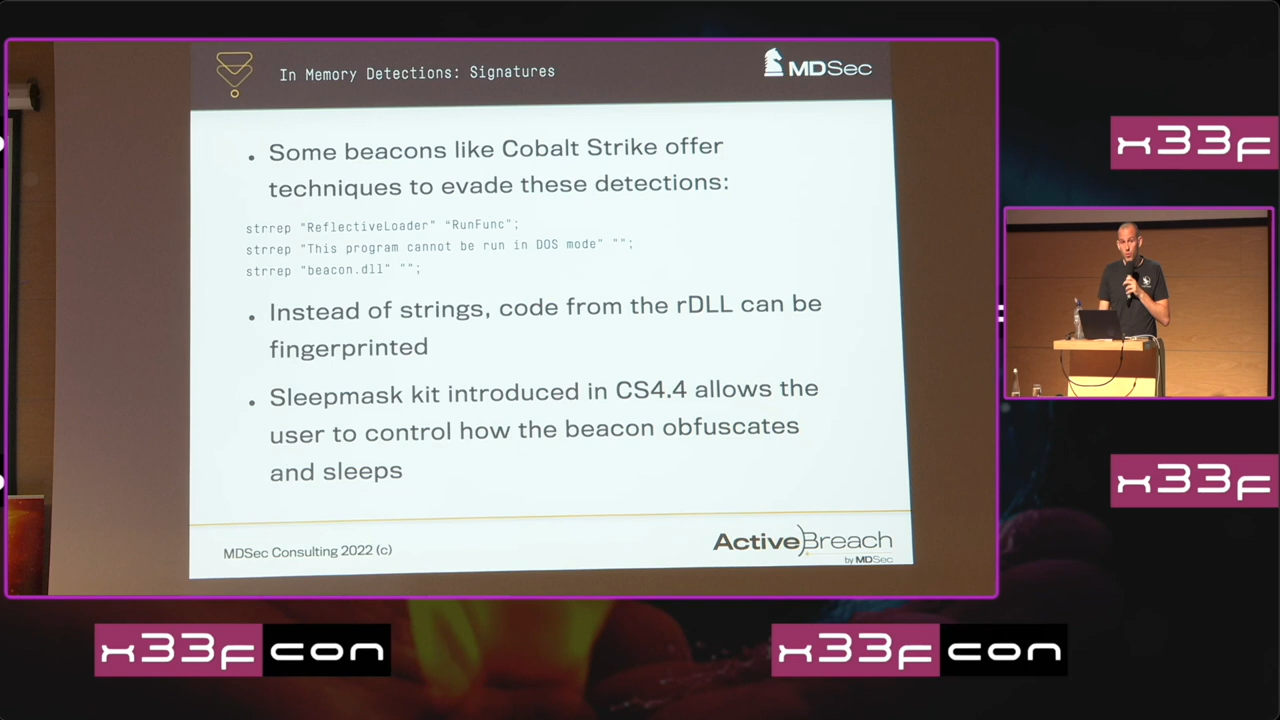 In Memory Detections: Signatures
MDSec
• Some beacons like Cobalt Strike offer
techniques to evade these detections:
strrep "ReflectiveLoader" "RunFunc";
strrep "This program cannot be run in DOS mode" "";
strrep "beacon.dll" "";
• Instead of strings, code from the rDLL can be
fingerprinted
• Sleepmask kit introduced in CS4.4 allows the
user to control how the beacon obfuscates
and sleeps
MDSec Consulting 2022 (c)
ActiveBreach
by MDSec
x33f
x33f
x33fcon
x33fcon